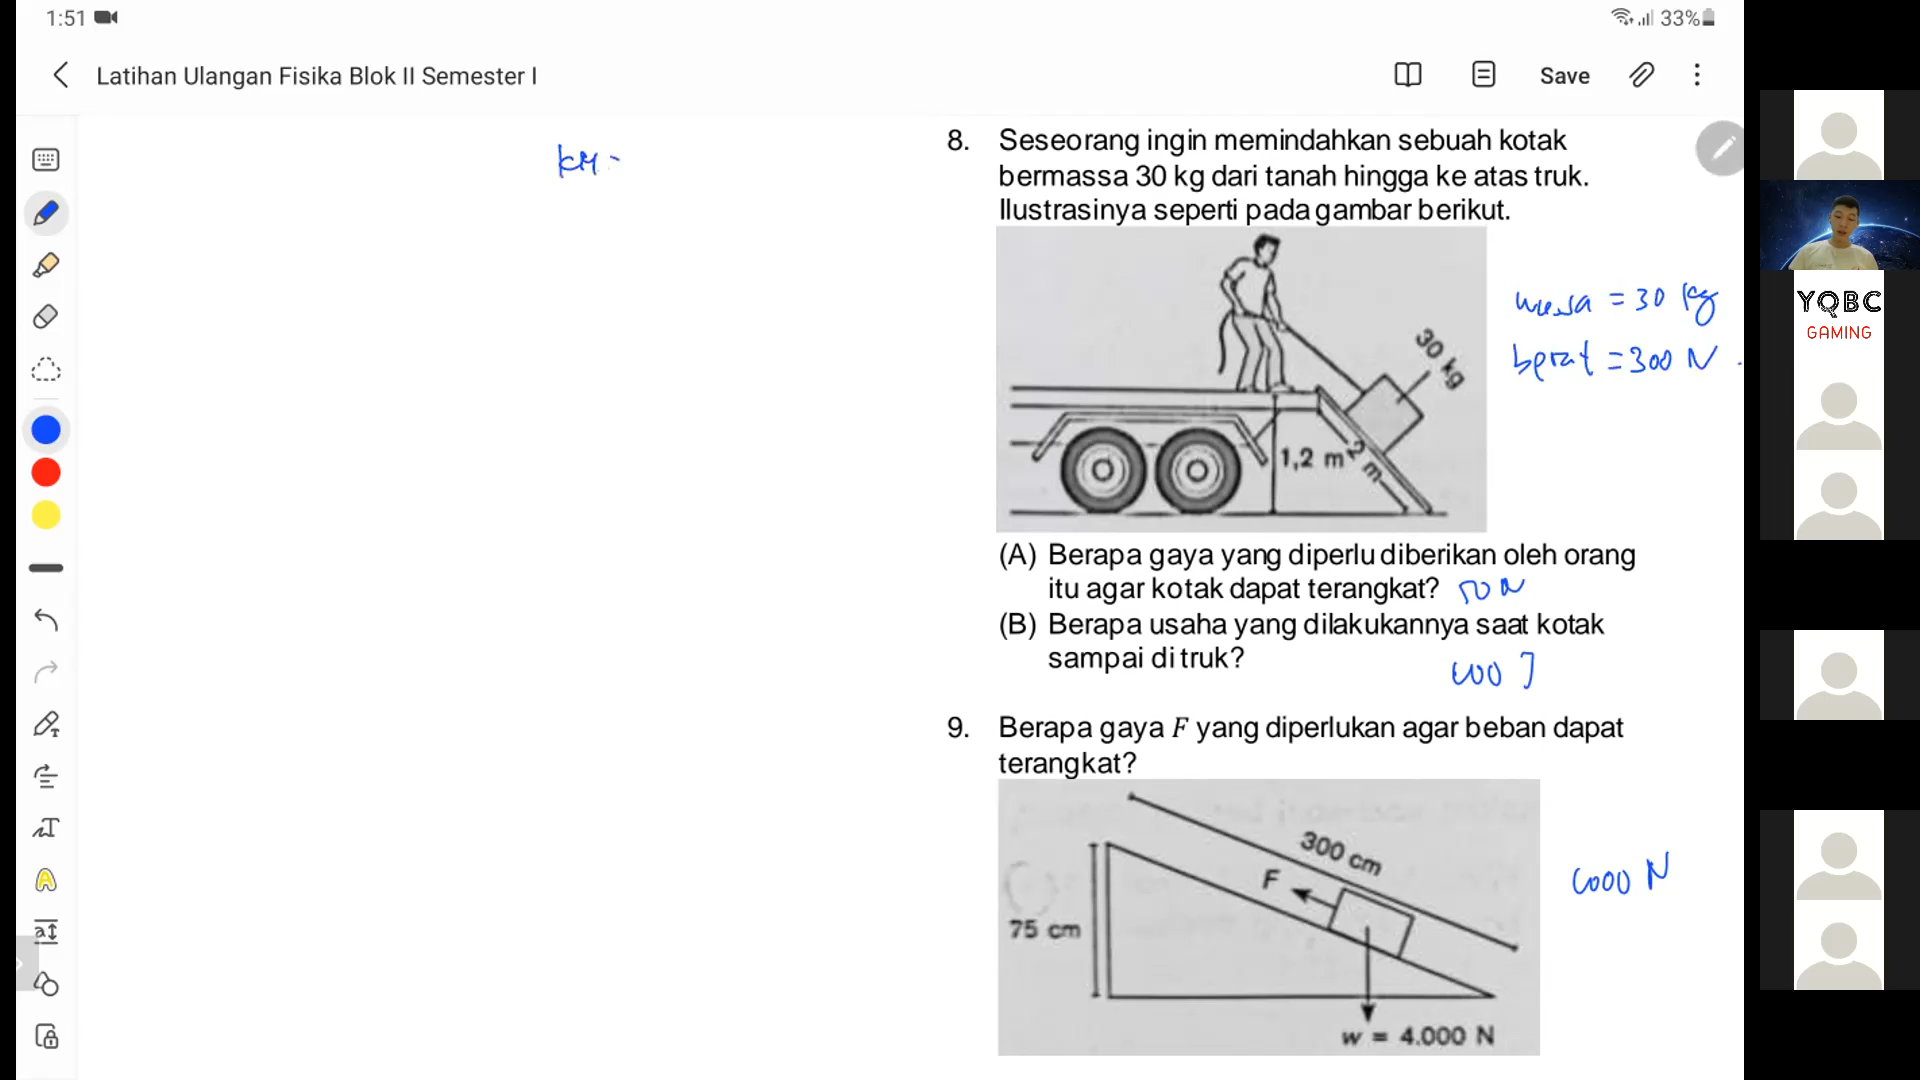 1:51
33%
Latihan Ulangan Fisika Blok II Semester I
Save
8. Seseorang ingin memindahkan sebuah kotak
bermassa 30 kg dari tanah hingga ke atas truk.
Ilustrasinya seperti pada gambar berikut.
30 kg
1,2 m
2 m
massa = 30 kg
berat = 300 N
(A) Berapa gaya yang diperlu diberikan oleh orang
itu agar kotak dapat terangkat?
(B) Berapa usaha yang dilakukannya saat kotak
sampai di truk?
9. Berapa gaya F yang diperlukan agar beban dapat
terangkat?
300 cm
F
75 cm
w = 4.000 N
N
YQBC
GAMING